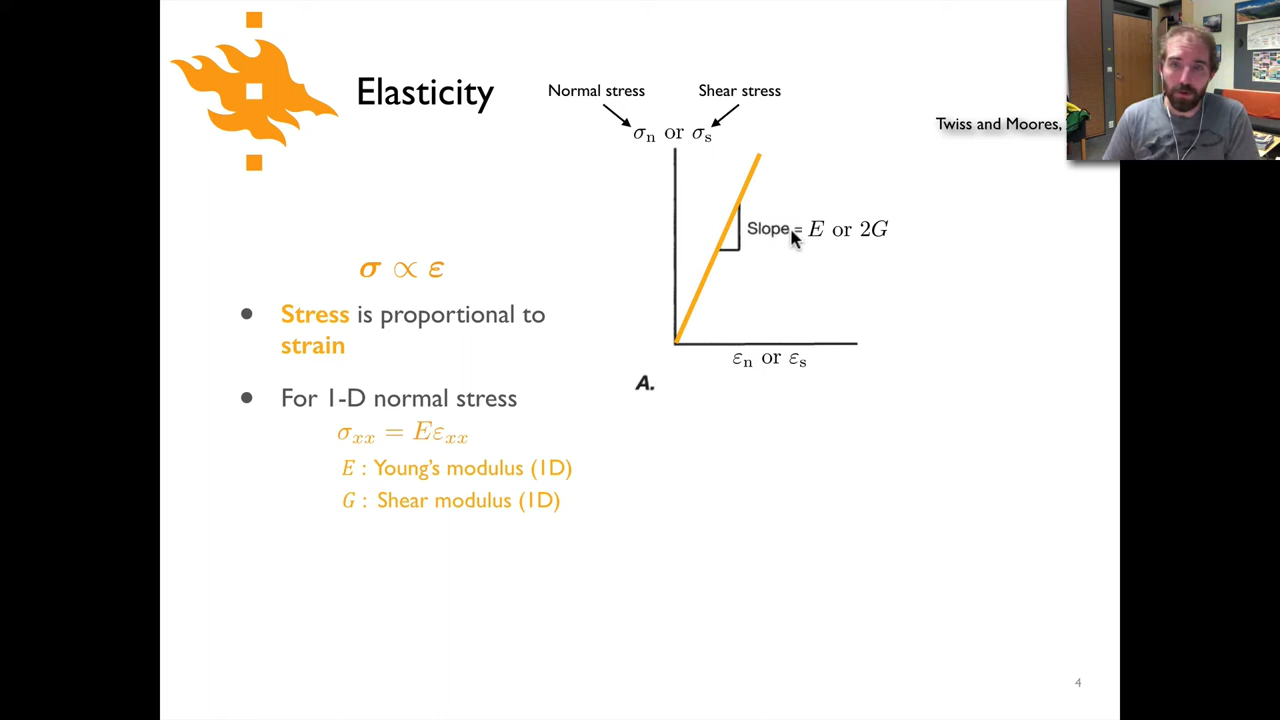 Elasticity
Normal stress
Shear stress
σn or σs
Twiss and Moores,
Slope = E or 2G
σ ∝ ε
● Stress is proportional to
strain
εn or εs
A.
● For 1-D normal stress
σxx = Eεxx
E : Young's modulus (1D)
G : Shear modulus (1D)
4